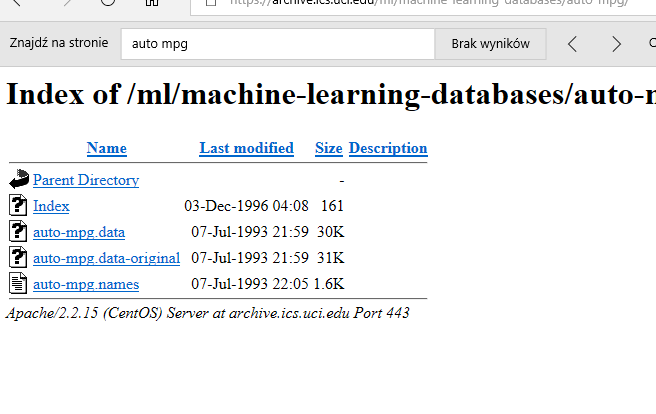 https://archive.ics.uci.edu/ml/machine-learning-databases/auto-mpg/
Znajdź na stronie auto mpg Brak wyników
Index of /ml/machine-learning-databases/auto-
Name Last modified Size Description
Parent Directory -
Index 03-Dec-1996 04:08 161
auto-mpg.data 07-Jul-1993 21:59 30K
auto-mpg.data-original 07-Jul-1993 21:59 31K
auto-mpg.names 07-Jul-1993 22:05 1.6K
Apache/2.2.15 (CentOS) Server at archive.ics.uci.edu Port 443